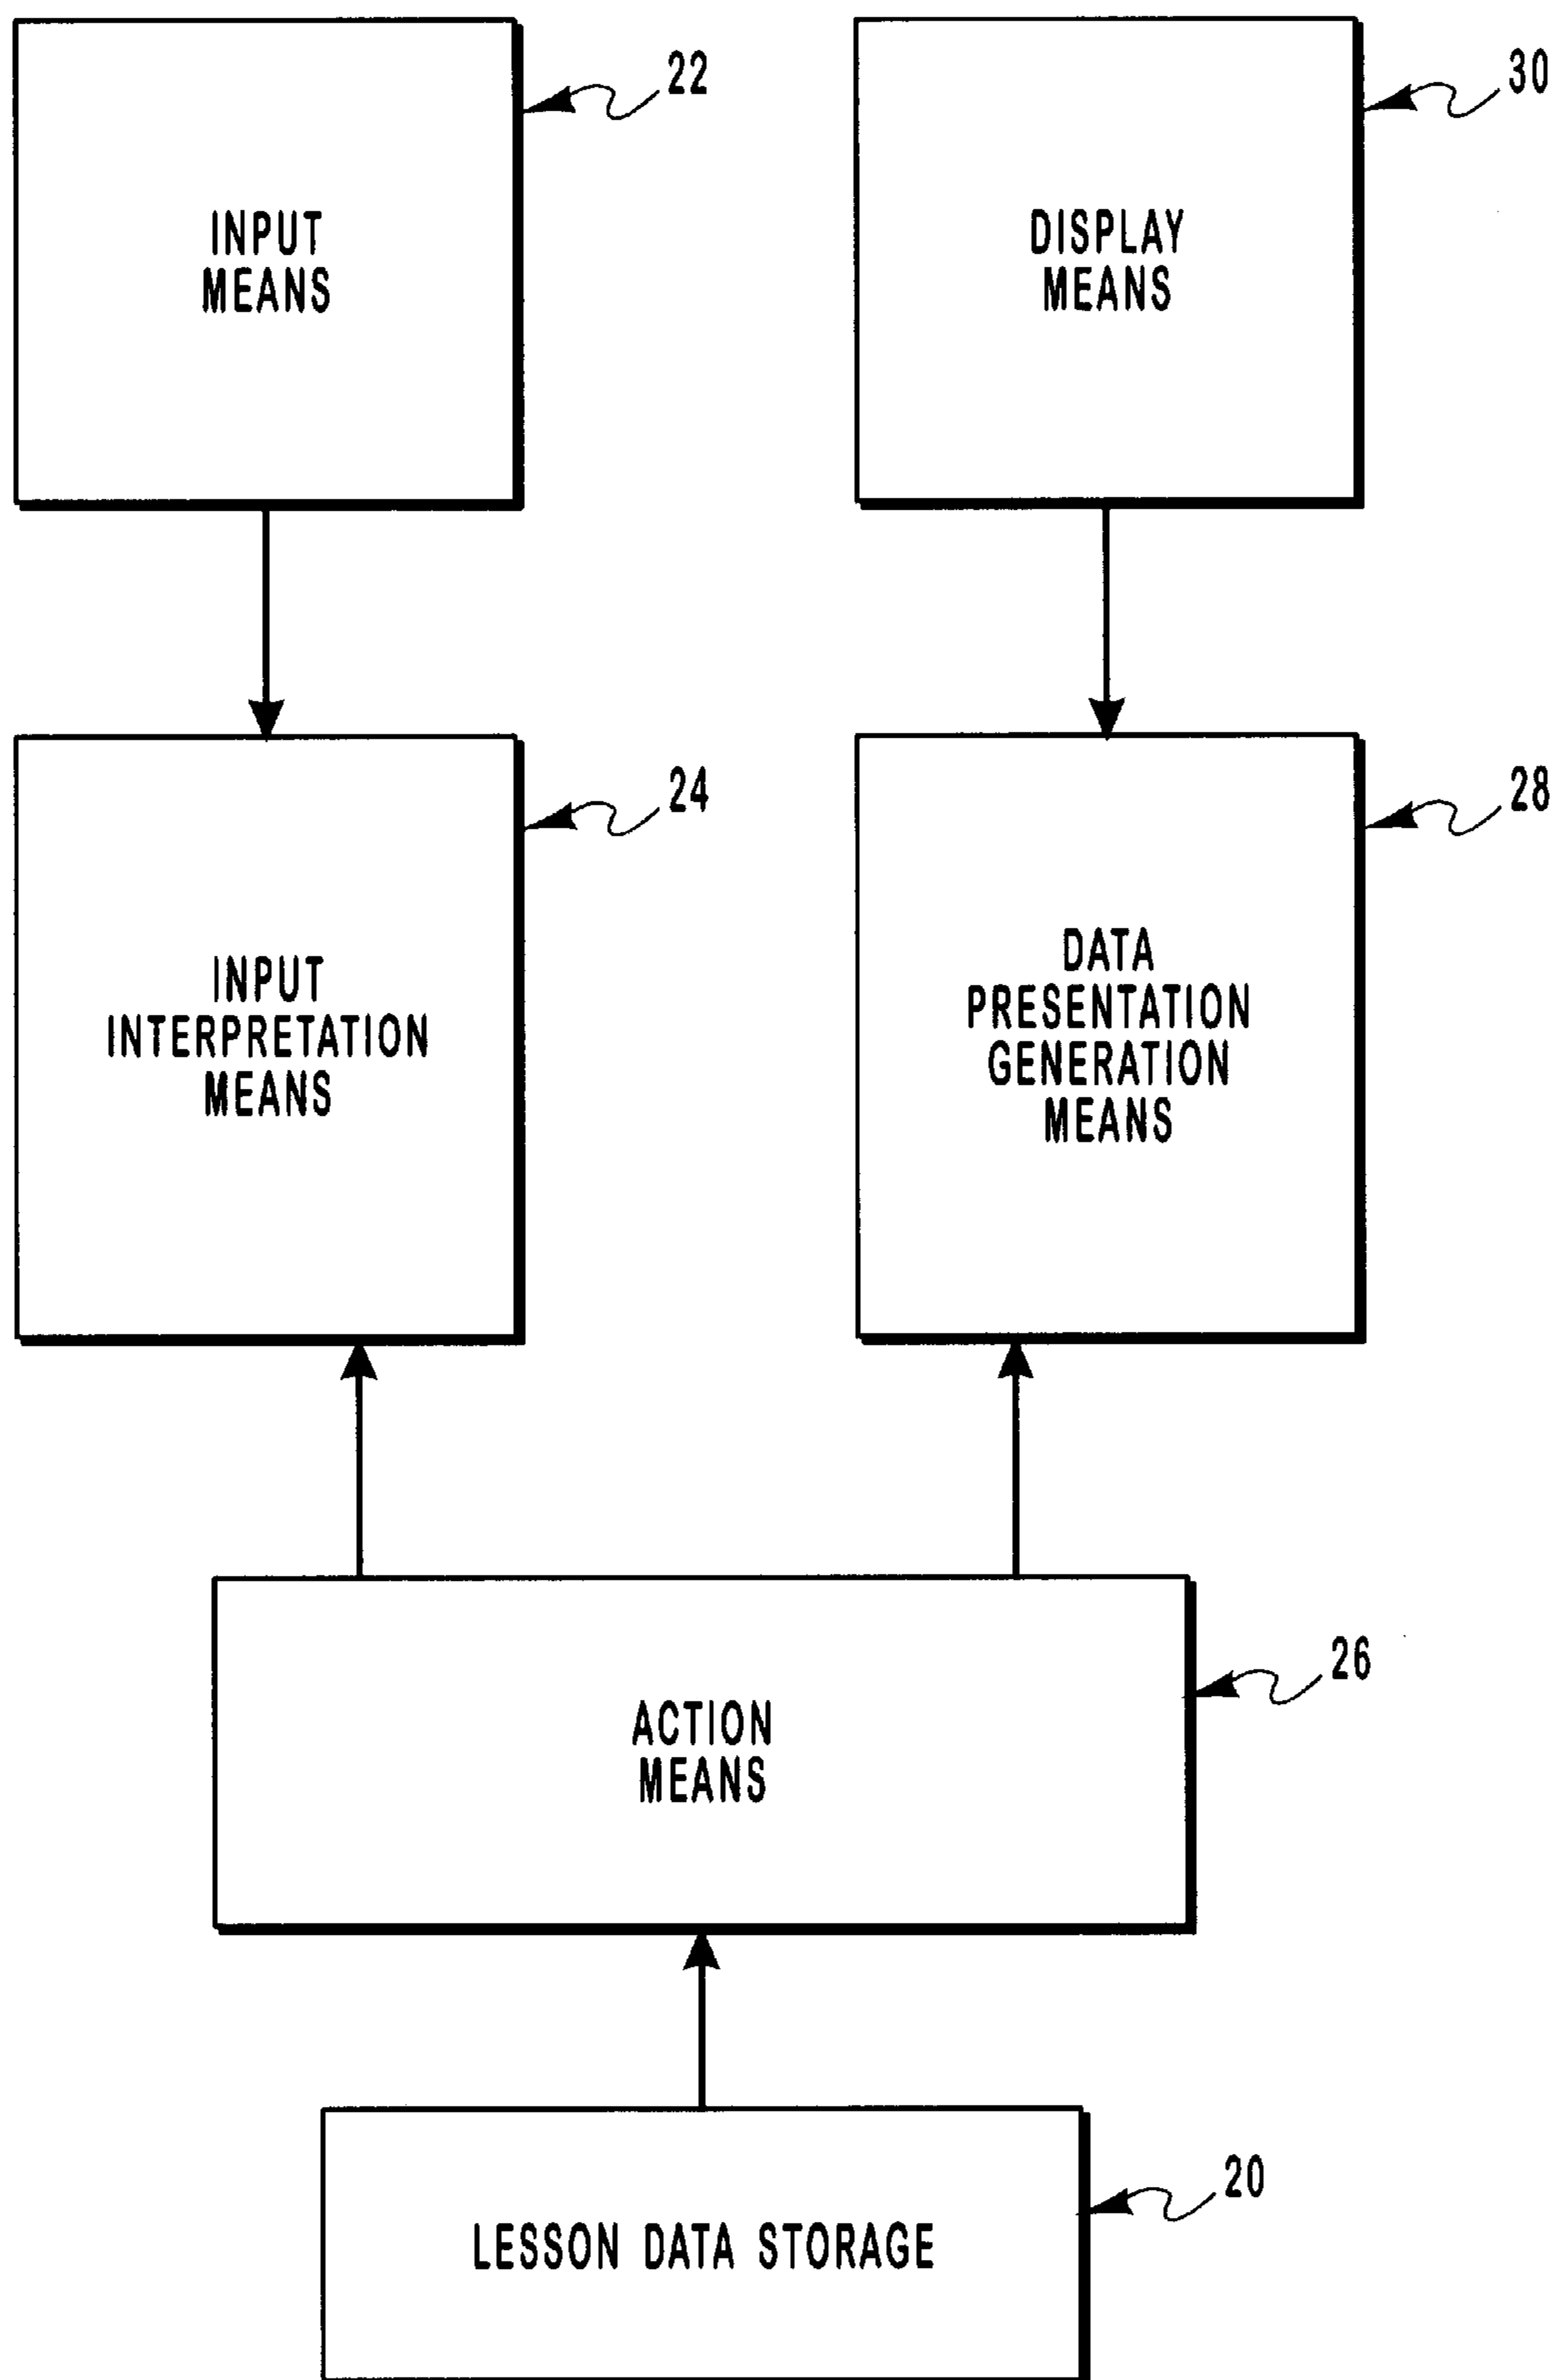 22
INPUT
MEANS
30
DISPLAY
MEANS
24
INPUT
INTERPRETATION
MEANS
28
DATA
PRESENTATION
GENERATION
MEANS
26
ACTION
MEANS
20
LESSON DATA STORAGE